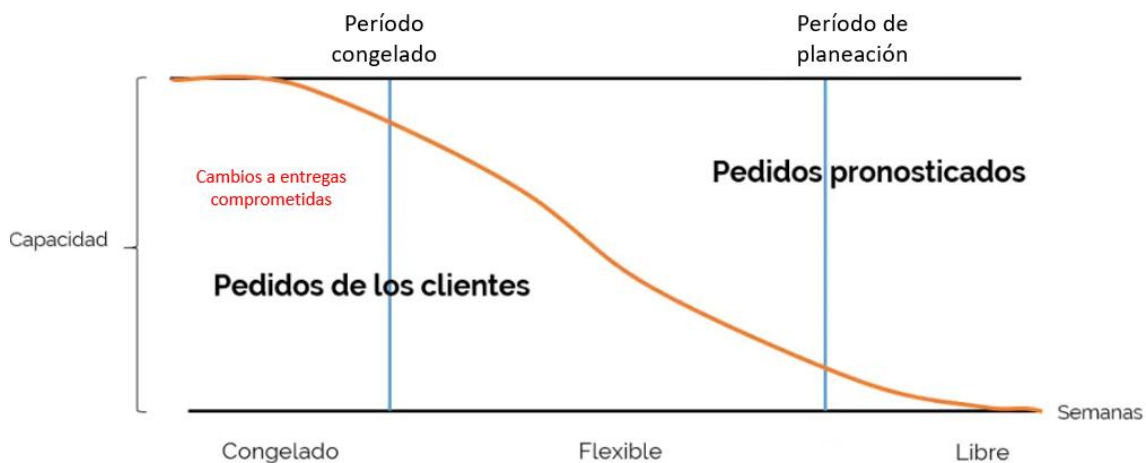 Período
congelado
Período de
planeación
Pedidos pronosticados
Cambios a entregas
comprometidas
Capacidad
Pedidos de los clientes
Semanas
Congelado
Flexible
Libre